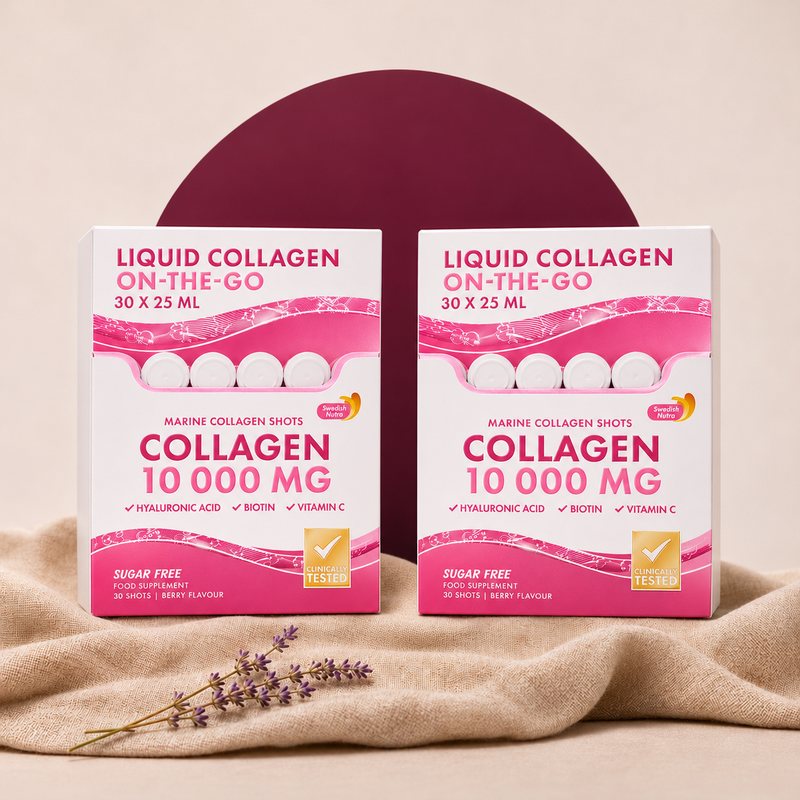 LIQUID COLLAGEN
ON-THE-GO
30 X 25 ML
Swedish
Nutra
MARINE COLLAGEN SHOTS
COLLAGEN
10 000 MG
✓ HYALURONIC ACID ✓ BIOTIN ✓ VITAMIN C
SUGAR FREE
FOOD SUPPLEMENT
30 SHOTS | BERRY FLAVOUR
CLINICALLY
TESTED
LIQUID COLLAGEN
ON-THE-GO
30 X 25 ML
Swedish
Nutra
MARINE COLLAGEN SHOTS
COLLAGEN
10 000 MG
✓ HYALURONIC ACID ✓ BIOTIN ✓ VITAMIN C
SUGAR FREE
FOOD SUPPLEMENT
30 SHOTS | BERRY FLAVOUR
CLINICALLY
TESTED